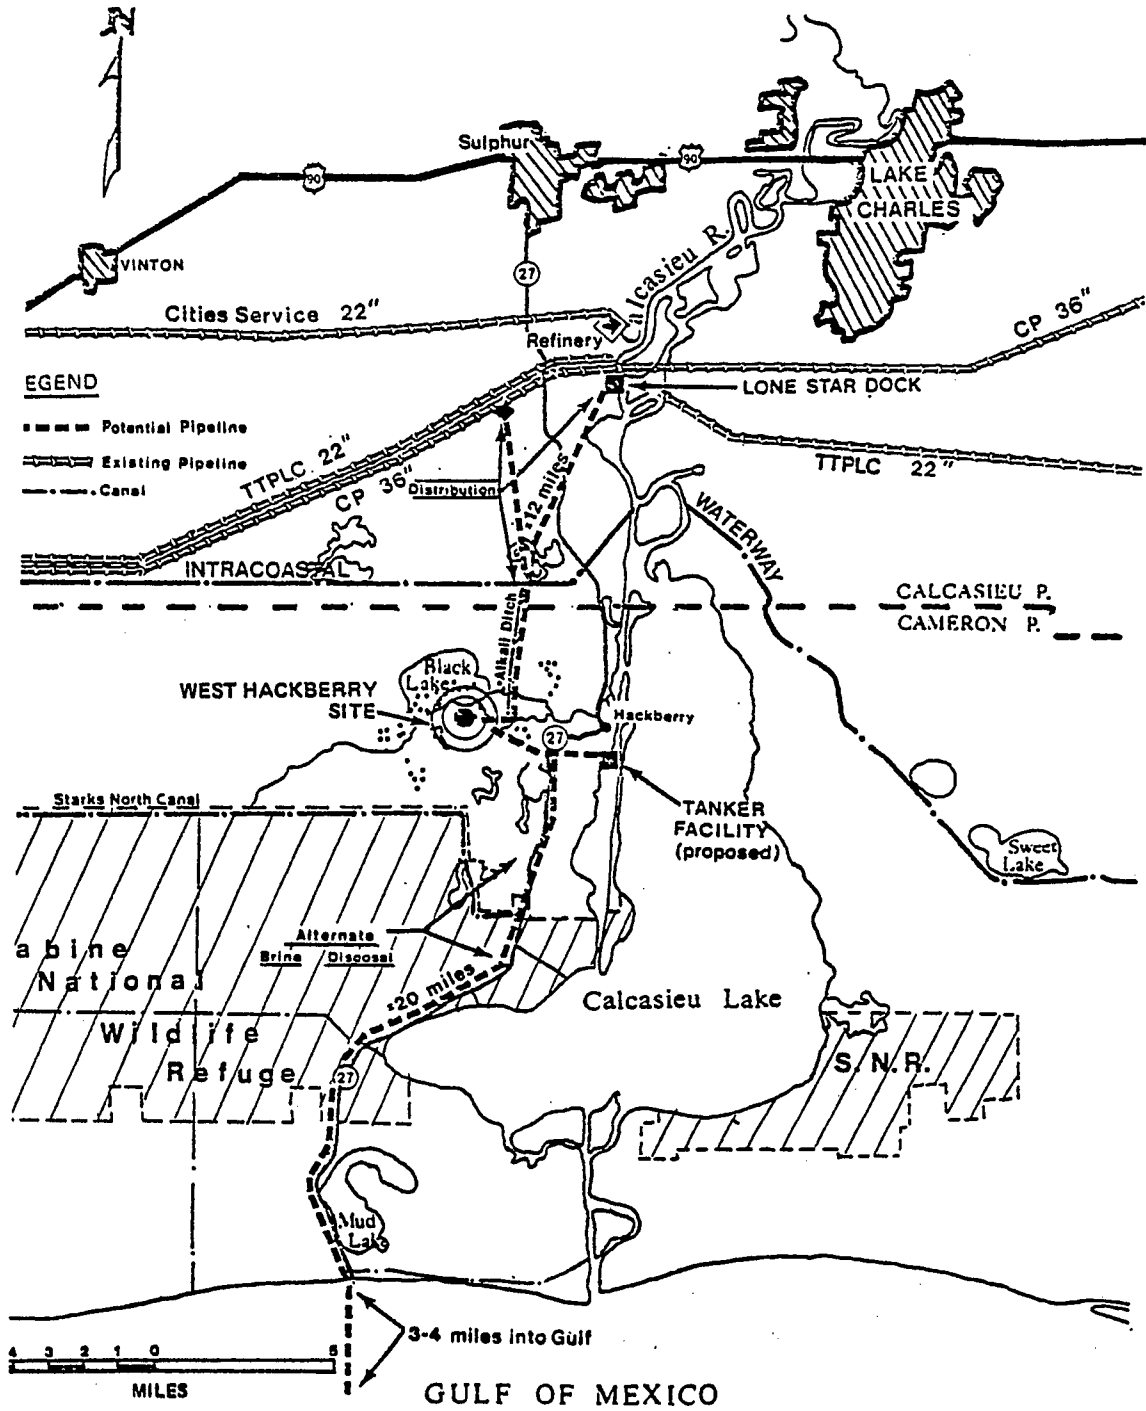 N
Sulphur
90
90
LAKE
CHARLES
VINTON
27
Calcasieu R.
Cities Service 22"
Refinery
CP 36"
EGEND
LONE STAR DOCK
Potential Pipeline
Existing Pipeline
Canal
TTPLC 22"
CP 36"
TTPLC 22"
Distribution
±12 miles
WATERWAY
INTRACOASTAL
CALCASIEU P.
CAMERON P.
Alkali Ditch
Black
Lake
WEST HACKBERRY
SITE
Hackberry
27
Starks North Canal
TANKER
FACILITY
(proposed)
Sweet
Lake
Alternate
Brine Disposal
abine
National
±20 miles
Calcasieu Lake
Wildlife
Refuge
S. N. R.
27
Mud
Lake
3-4 miles into Gulf
4 3 2 1 0 5
MILES
GULF OF MEXICO